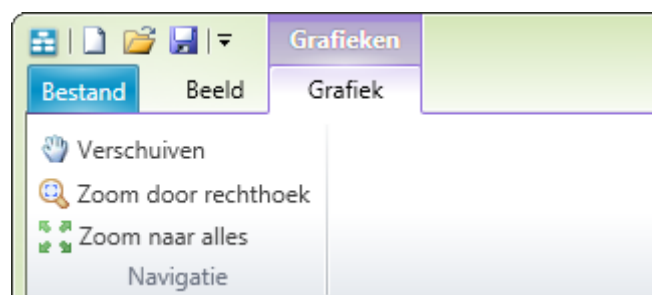 Grafieken
Bestand Beeld Grafiek
Verschuiven
Zoom door rechthoek
Zoom naar alles
Navigatie